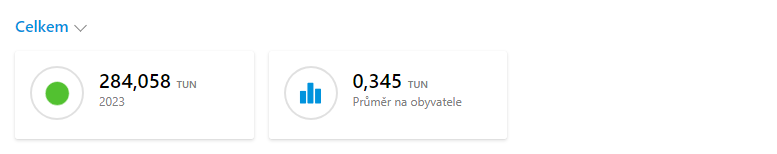 Celkem
284,058 TUN
2023
0,345 TUN
Průměr na obyvatele